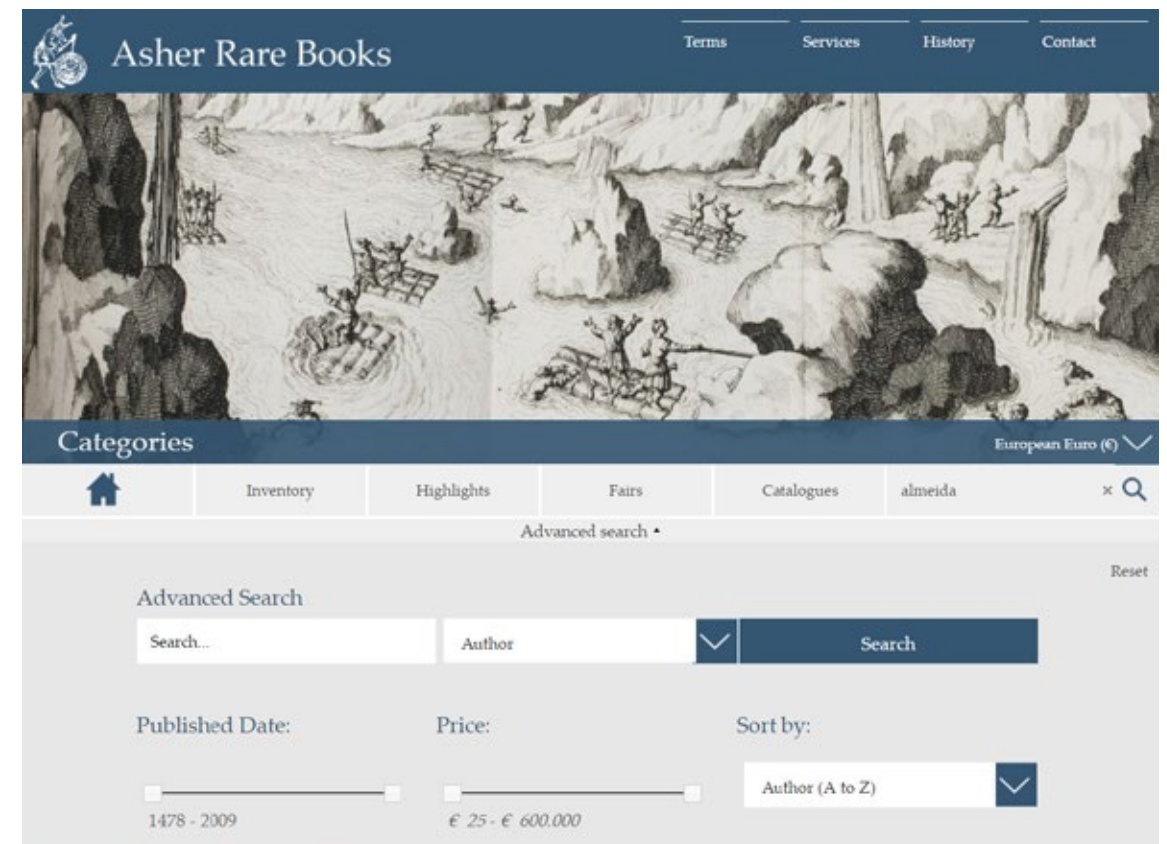 Asher Rare Books
Terms Services History Contact
Categories
European Euro (€)
Inventory Highlights Fairs Catalogues almeida ×
Advanced search
Reset
Advanced Search
Search... Author Search
Published Date: Price: Sort by:
Author (A to Z)
1478 - 2009 € 25 - € 600.000